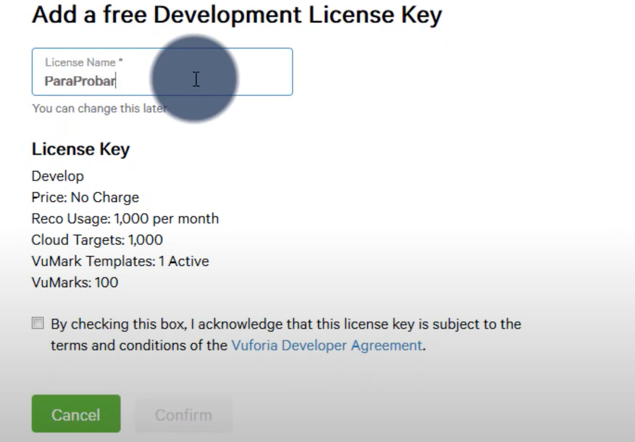 Add a free Development License Key
License Name *
ParaProbar
You can change this later
License Key
Develop
Price: No Charge
Reco Usage: 1,000 per month
Cloud Targets: 1,000
VuMark Templates: 1 Active
VuMarks: 100
By checking this box, I acknowledge that this license key is subject to the
terms and conditions of the Vuforia Developer Agreement.
Cancel
Confirm